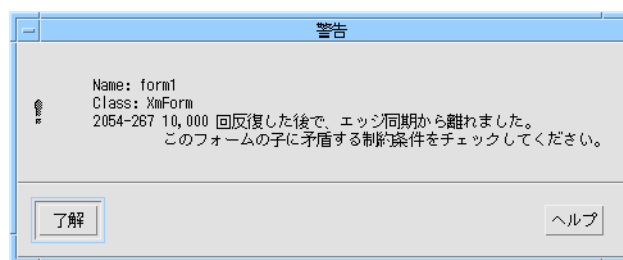 警告
Name: form1
Class: XmForm
2054-267 10,000 回反復した後で、エッジ同期から離れました。
このフォームの子に矛盾する制約条件をチェックしてください。
了解
ヘルプ